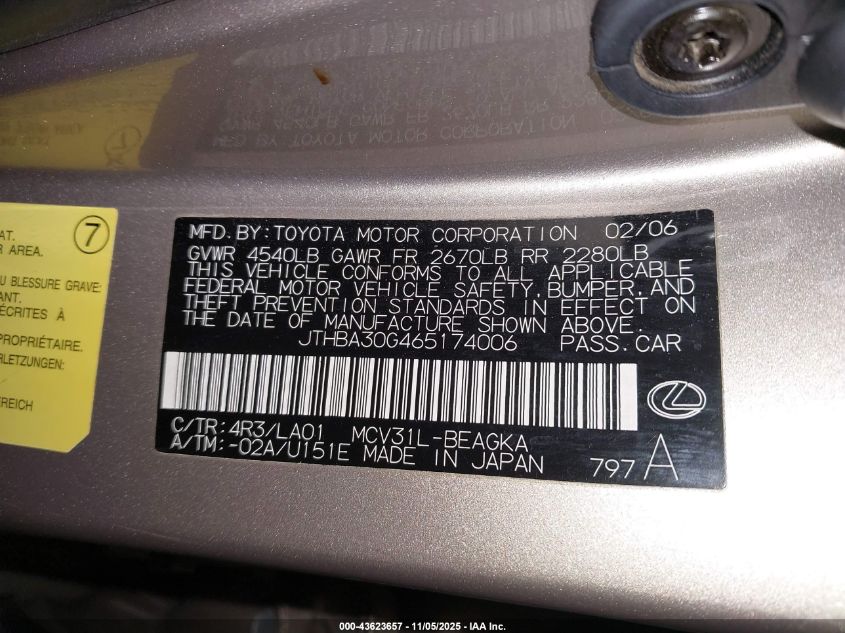 7
AT.
AREA.
U BLESSURE GRAVE:
ANT.
ÉCRITES À
PROPRIÉTAIRE.
RLETZUNGEN:
EREICH
MFD. BY: TOYOTA MOTOR CORPORATION 02/06
GVWR 4540LB GAWR FR 2670LB RR 2280LB
THIS VEHICLE CONFORMS TO ALL APPLICABLE
FEDERAL MOTOR VEHICLE SAFETY, BUMPER, AND
THEFT PREVENTION STANDARDS IN EFFECT ON
THE DATE OF MANUFACTURE SHOWN ABOVE.
JTHBA30G465174006 PASS. CAR
C/TR: 4R3/LA01 MCV31L-BEAGKA
A/TM: -02A/U151E MADE IN JAPAN 797 A
000-43623657 - 11/05/2025 - IAA Inc.